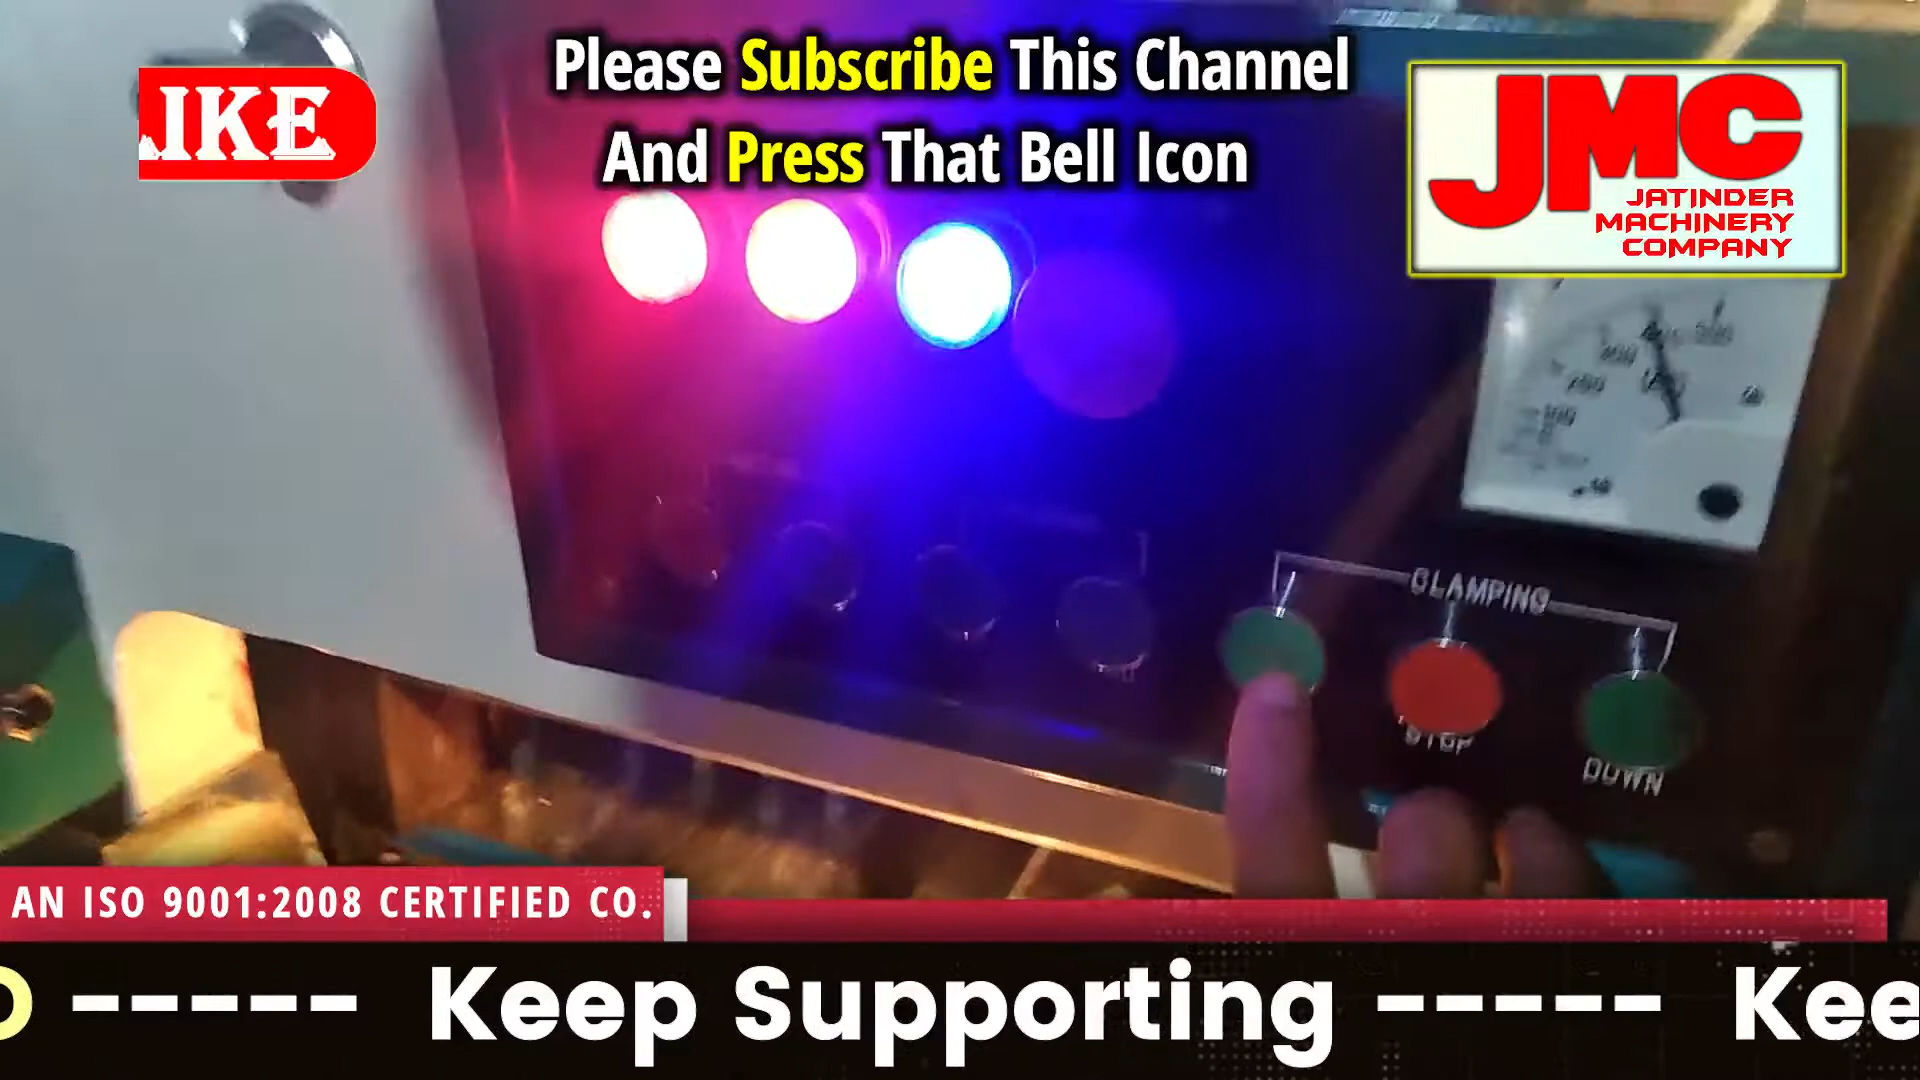 Please Subscribe This Channel
And Press That Bell Icon
IKE
JMC
JATINDER
MACHINERY
COMPANY
CLAMPING
STOP
DOWN
AN ISO 9001:2008 CERTIFIED CO.
----- Keep Supporting ----- Kee